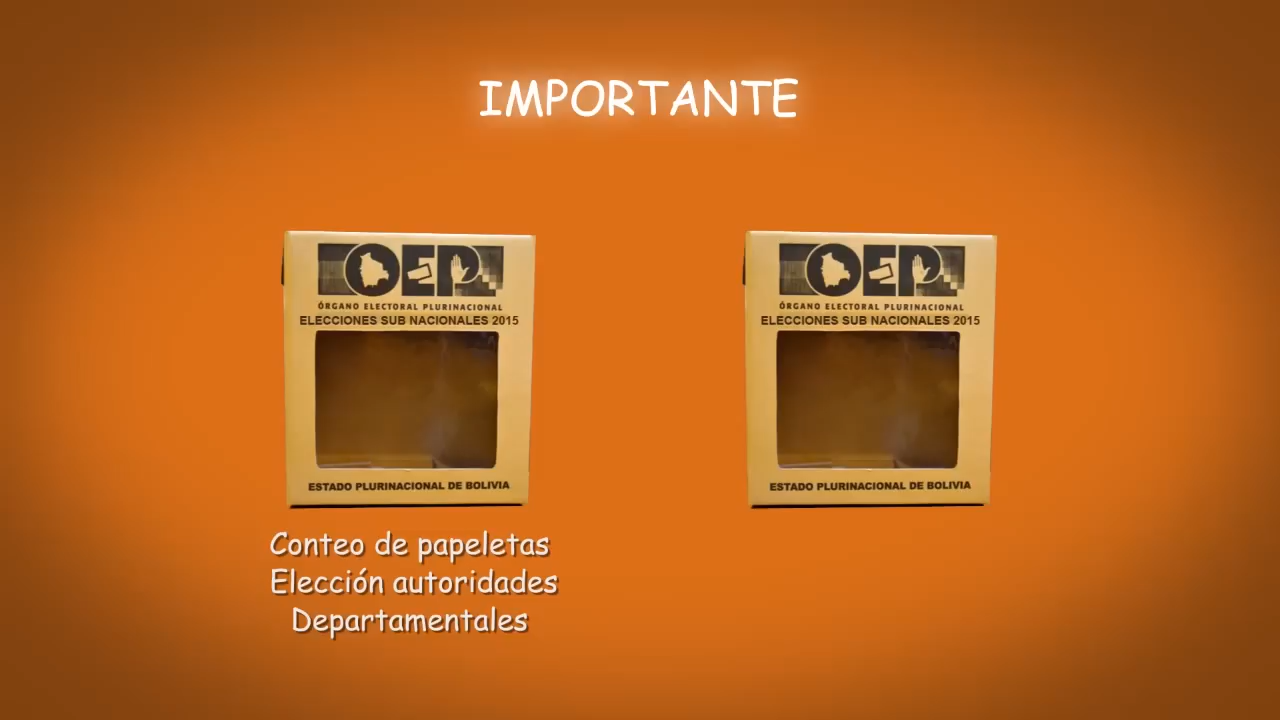 IMPORTANTE
OEP
ÓRGANO ELECTORAL PLURINACIONAL
ELECCIONES SUB NACIONALES 2015
ESTADO PLURINACIONAL DE BOLIVIA
Conteo de papeletas
Elección autoridades
Departamentales
OEP
ÓRGANO ELECTORAL PLURINACIONAL
ELECCIONES SUB NACIONALES 2015
ESTADO PLURINACIONAL DE BOLIVIA